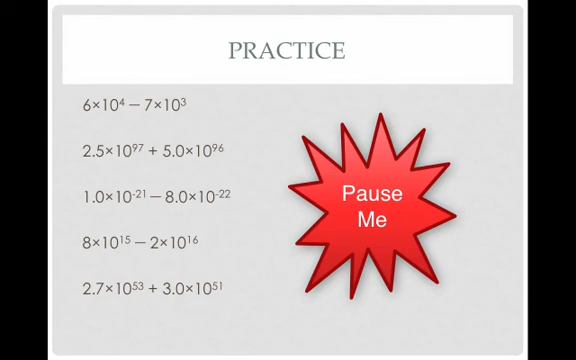 PRACTICE
6×10⁴ – 7×10³
2.5×10⁹⁷ + 5.0×10⁹⁶
1.0×10⁻²¹ – 8.0×10⁻²²
8×10¹⁵ – 2×10¹⁶
2.7×10⁵³ + 3.0×10⁵¹
Pause
Me